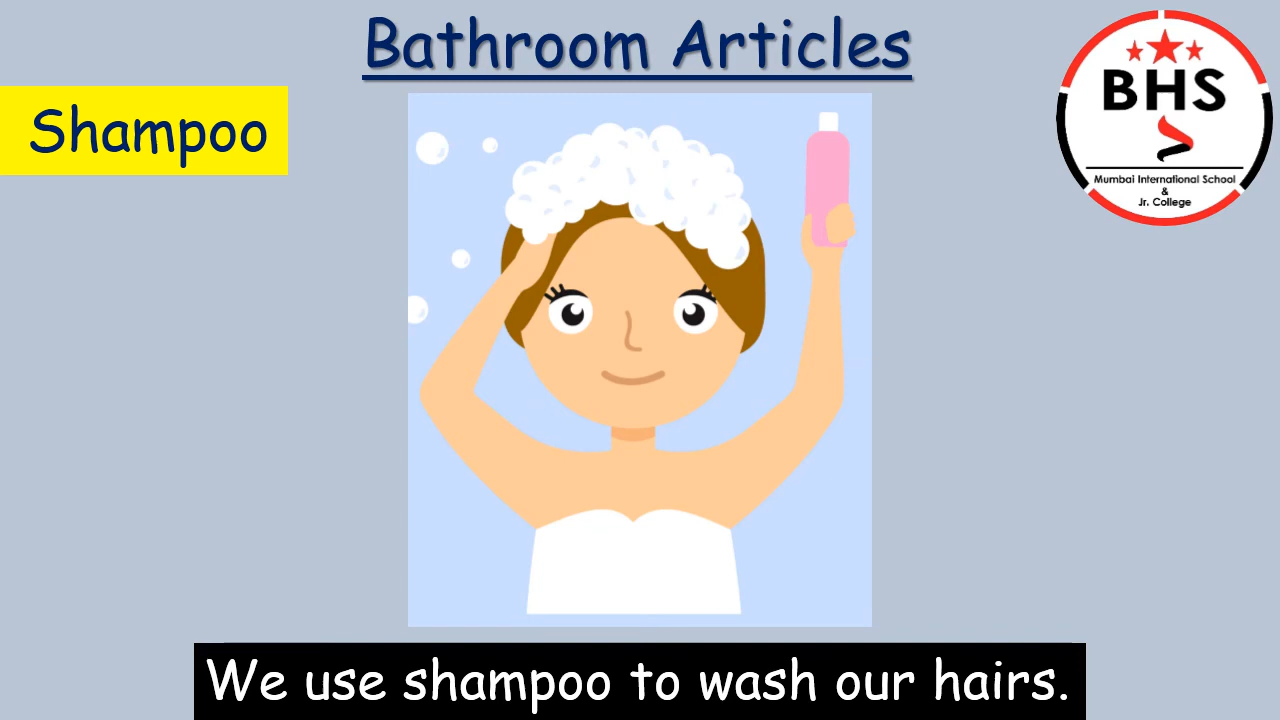 Bathroom Articles
Shampoo
BHS
Mumbai International School
&
Jr. College
We use shampoo to wash our hairs.